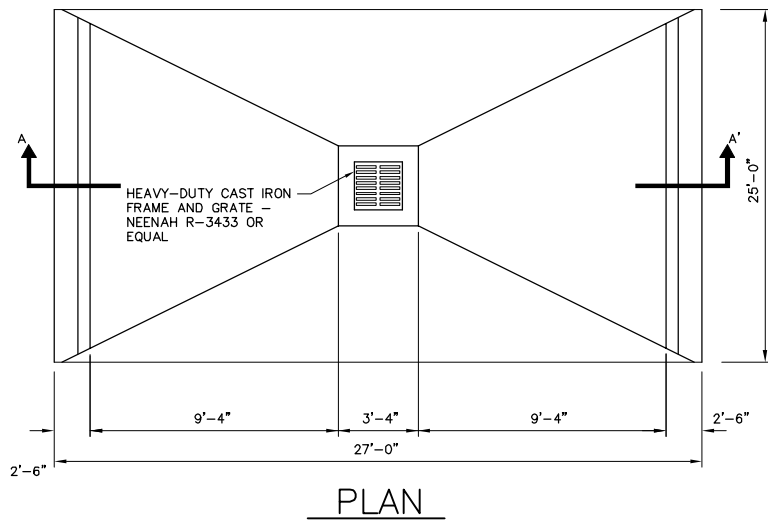 A
A'
HEAVY-DUTY CAST IRON
FRAME AND GRATE -
NEENAH R-3433 OR
EQUAL
25'-0"
9'-4"
3'-4"
9'-4"
2'-6"
27'-0"
2'-6"
PLAN